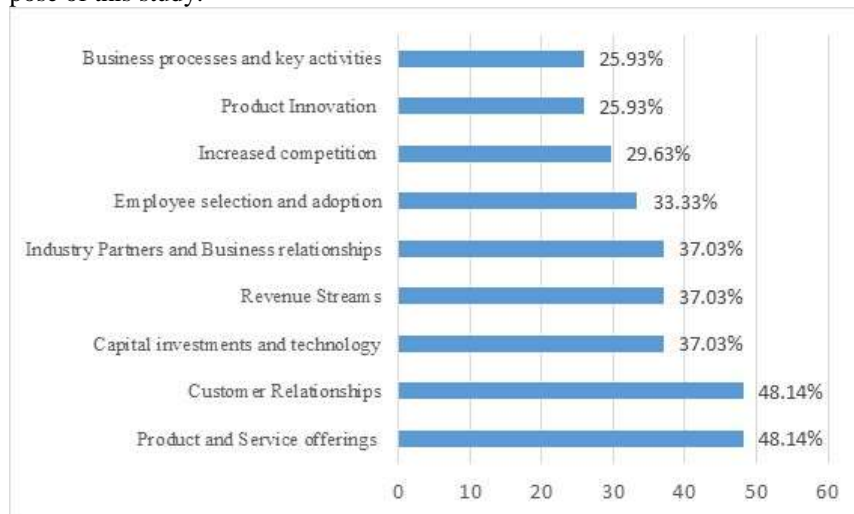 pose of this study.
Business processes and key activities 25.93%
Product Innovation 25.93%
Increased competition 29.63%
Employee selection and adoption 33.33%
Industry Partners and Business relationships 37.03%
Revenue Streams 37.03%
Capital investments and technology 37.03%
Customer Relationships 48.14%
Product and Service offerings 48.14%
0 10 20 30 40 50 60